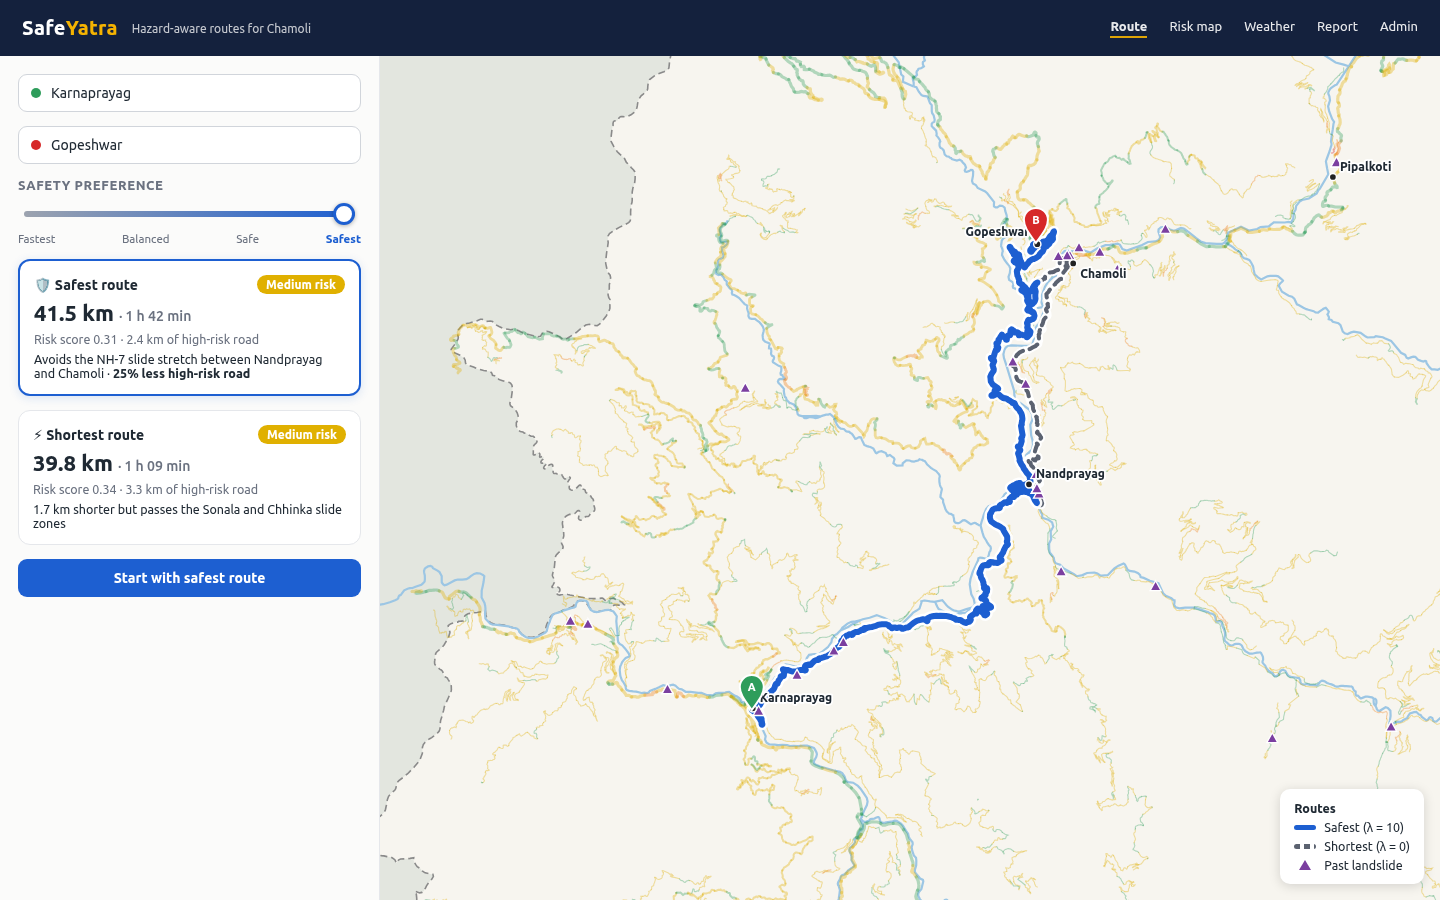 SafeYatra
Hazard-aware routes for Chamoli
Route
Risk map
Weather
Report
Admin
Karnaprayag
Gopeshwar
SAFETY PREFERENCE
Fastest
Balanced
Safe
Safest
Safest route
Medium risk
41.5 km · 1 h 42 min
Risk score 0.31 · 2.4 km of high-risk road
Avoids the NH-7 slide stretch between Nandprayag
and Chamoli · 25% less high-risk road
Shortest route
Medium risk
39.8 km · 1 h 09 min
Risk score 0.34 · 3.3 km of high-risk road
1.7 km shorter but passes the Sonala and Chhinka slide
zones
Start with safest route
Pipalkoti
B
Gopeshwar
Chamoli
Nandprayag
A
Karnaprayag
Routes
Safest (λ = 10)
Shortest (λ = 0)
Past landslide